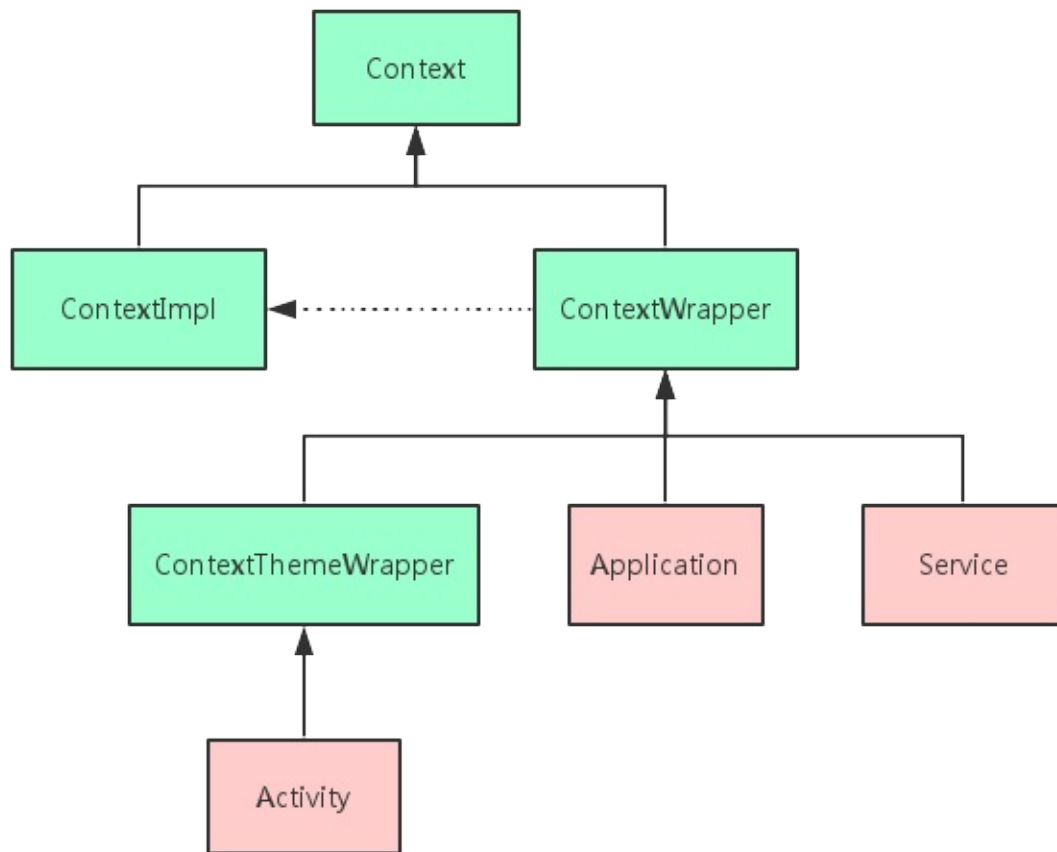 Context
ContextImpl
ContextWrapper
ContextThemeWrapper
Application
Service
Activity